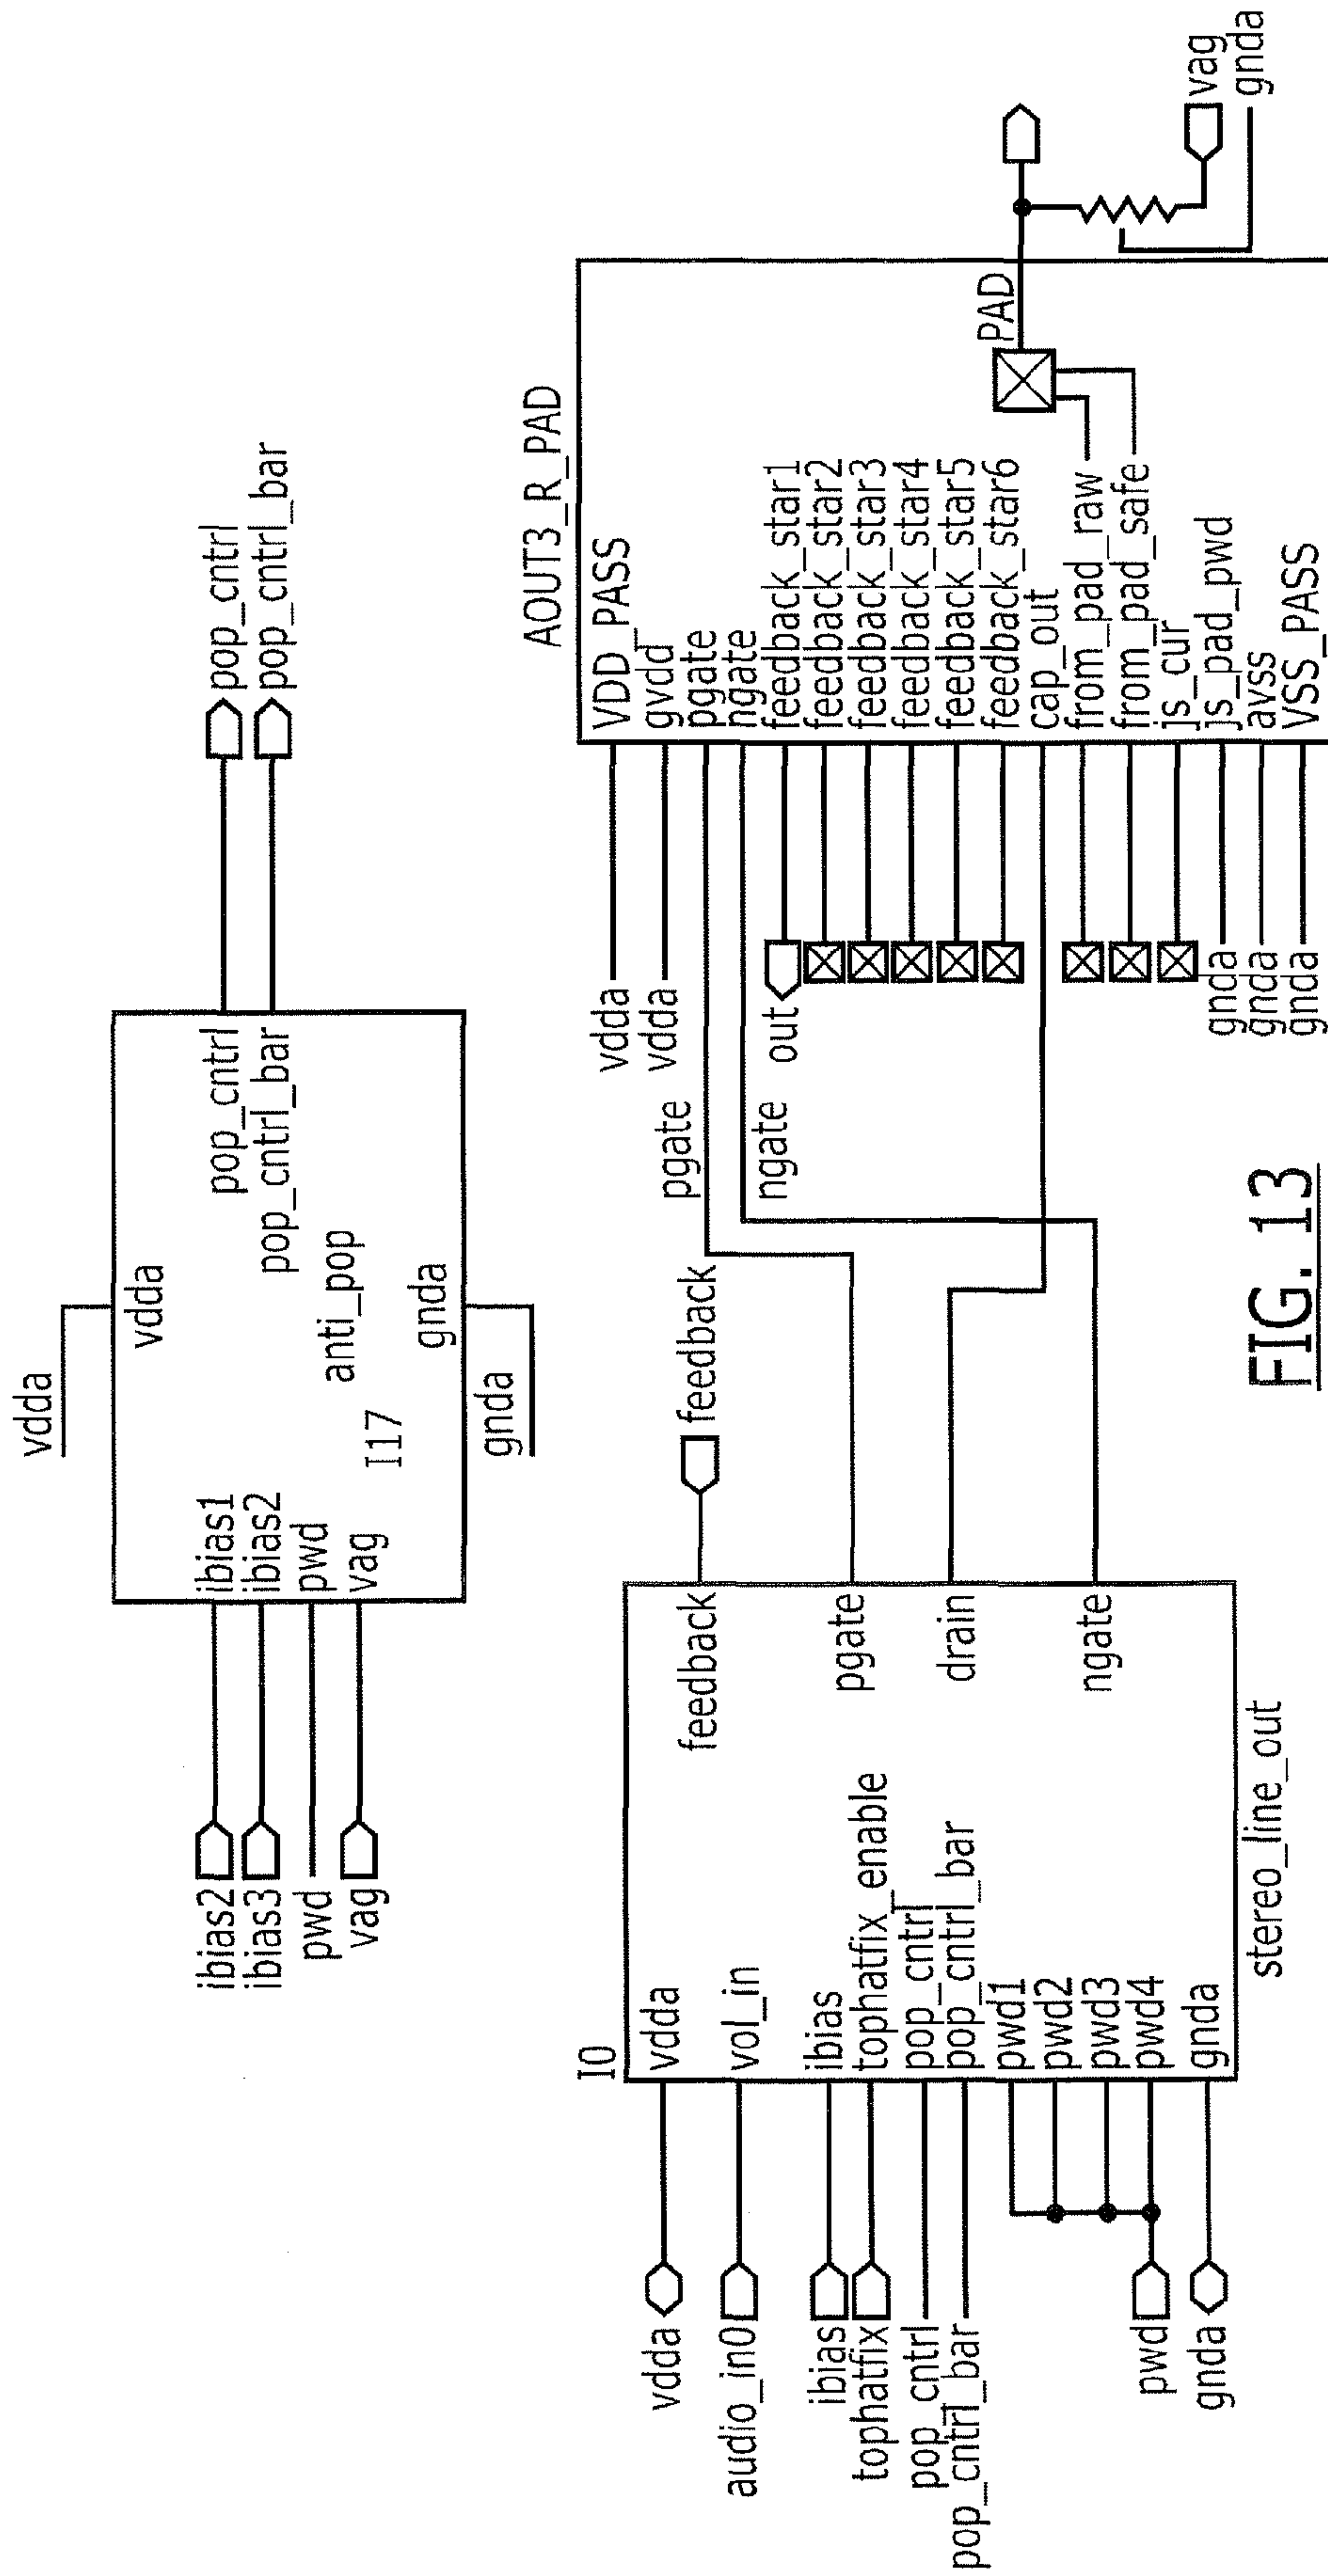 vdda
vdda
ibias2
ibias3
pwd
vag
ibias1
ibias2
pwd
vag
pop_cntrl
pop_cntrl_bar
anti_pop
I17
gnda
gnda
pop_cntrl
pop_cntrl_bar
I0
vdda
audio_in0
ibias
tophatfix
pop_cntrl
pop_cntrl_bar
pwd
gnda
vdda
vol_in
ibias
tophatfix_enable
pop_cntrl
pop_cntrl_bar
pwd1
pwd2
pwd3
pwd4
gnda
feedback
pgate
drain
ngate
stereo_line_out
feedback
AOUT3_R_PAD
vdda
vdda
pgate
ngate
out
gnda
gnda
gnda
VDD_PASS
gvdd
pgate
ngate
feedback_star1
feedback_star2
feedback_star3
feedback_star4
feedback_star5
feedback_star6
cap_out
from_pad_raw
from_pad_safe
js_cur
js_pad_pwd
avss
VSS_PASS
PAD
vag
gnda
FIG. 13